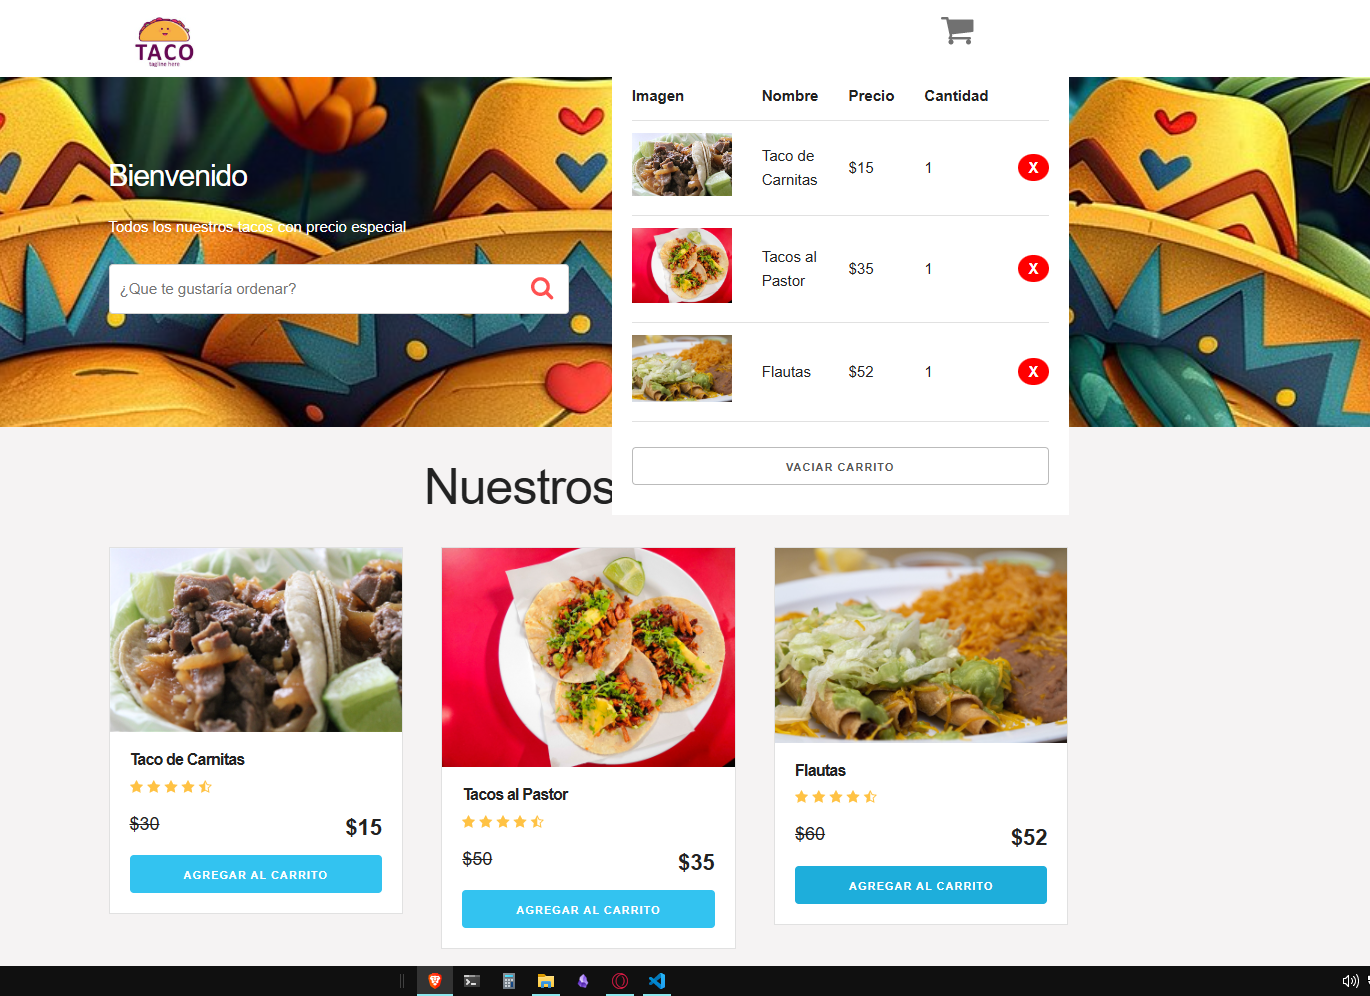 TACO
tagline here
Bienvenido
Todos los nuestros tacos con precio especial
¿Que te gustaría ordenar?
Imagen Nombre Precio Cantidad
Taco de
Carnitas
$15 1 X
Tacos al
Pastor
$35 1 X
Flautas $52 1 X
VACIAR CARRITO
Nuestros
Taco de Carnitas
$30 $15
AGREGAR AL CARRITO
Tacos al Pastor
$50 $35
AGREGAR AL CARRITO
Flautas
$60 $52
AGREGAR AL CARRITO